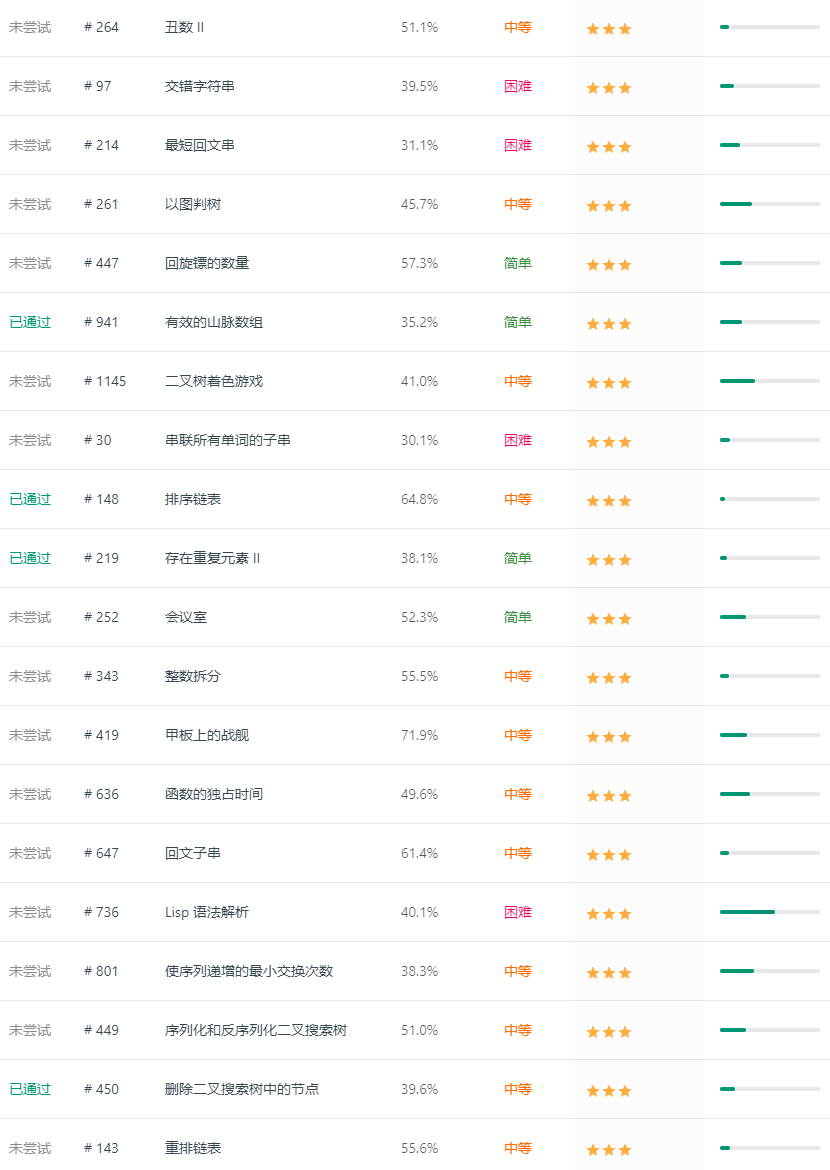 未尝试 # 264 丑数 II 51.1% 中等
未尝试 # 97 交错字符串 39.5% 困难
未尝试 # 214 最短回文串 31.1% 困难
未尝试 # 261 以图判树 45.7% 中等
未尝试 # 447 回旋镖的数量 57.3% 简单
已通过 # 941 有效的山脉数组 35.2% 简单
未尝试 # 1145 二叉树着色游戏 41.0% 中等
未尝试 # 30 串联所有单词的子串 30.1% 困难
已通过 # 148 排序链表 64.8% 中等
已通过 # 219 存在重复元素 II 38.1% 简单
未尝试 # 252 会议室 52.3% 简单
未尝试 # 343 整数拆分 55.5% 中等
未尝试 # 419 甲板上的战舰 71.9% 中等
未尝试 # 636 函数的独占时间 49.6% 中等
未尝试 # 647 回文子串 61.4% 中等
未尝试 # 736 Lisp 语法解析 40.1% 困难
未尝试 # 801 使序列递增的最小交换次数 38.3% 中等
未尝试 # 449 序列化和反序列化二叉搜索树 51.0% 中等
已通过 # 450 删除二叉搜索树中的节点 39.6% 中等
未尝试 # 143 重排链表 55.6% 中等